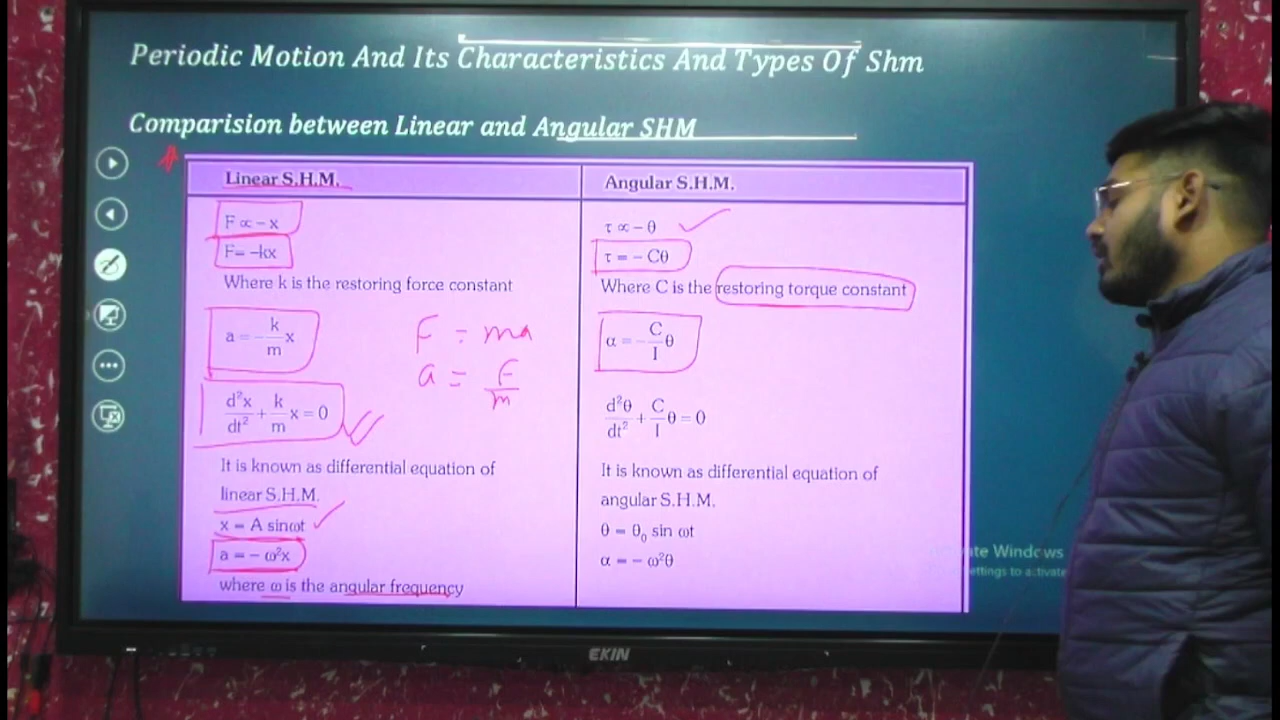 Periodic Motion And Its Characteristics And Types Of Shm
Comparision between Linear and Angular SHM
Linear S.H.M.
F ∝ – x
F= –kx
Where k is the restoring force constant
a = – k/m x
F = ma
a = F/m
d²x/dt² + k/m x = 0
It is known as differential equation of
linear S.H.M.
x = A sinωt
a = – ω²x
where ω is the angular frequency
Angular S.H.M.
τ ∝ – θ
τ = – Cθ
Where C is the restoring torque constant
α = – C/I θ
d²θ/dt² + C/I θ = 0
It is known as differential equation of
angular S.H.M.
θ = θ₀ sin ωt
α = – ω²θ
Windows
to activate
EKIN